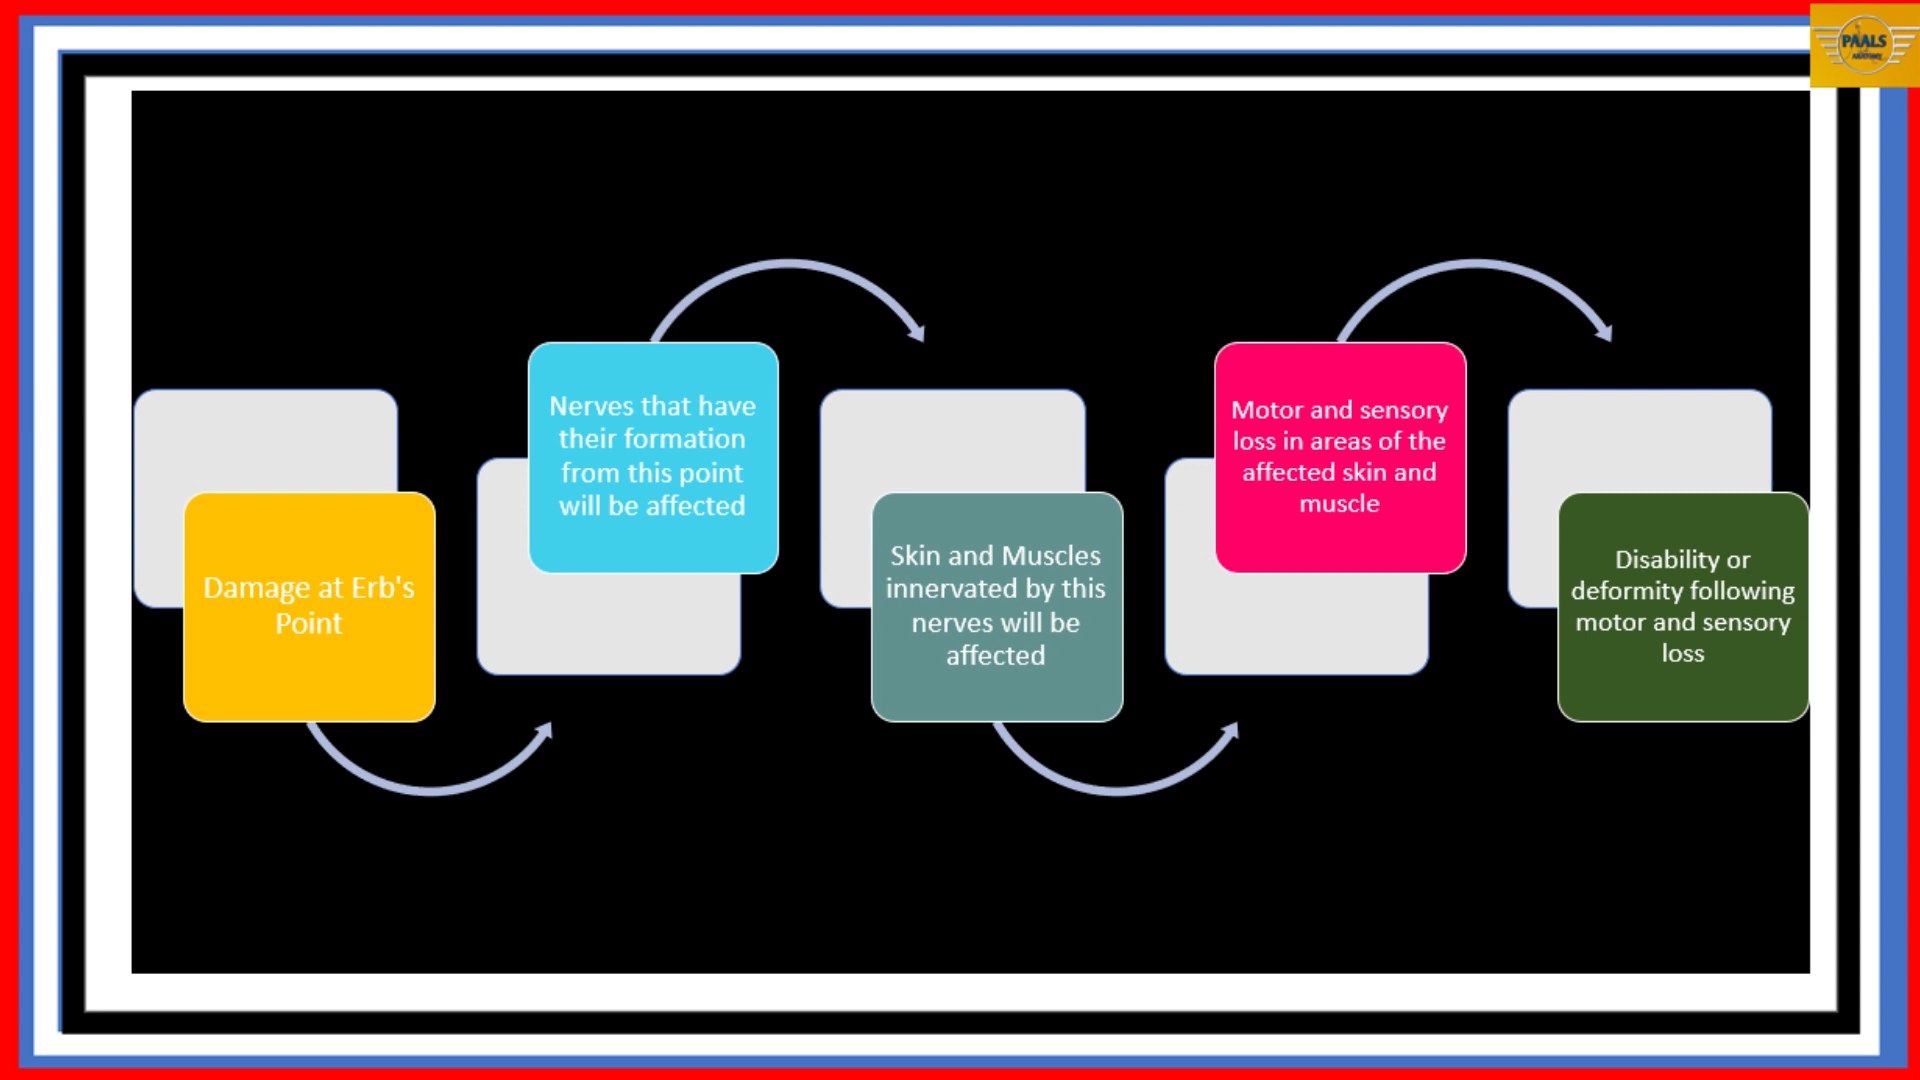 PAALS
Damage at Erb's
Point
Nerves that have
their formation
from this point
will be affected
Skin and Muscles
innervated by this
nerves will be
affected
Motor and sensory
loss in areas of the
affected skin and
muscle
Disability or
deformity following
motor and sensory
loss